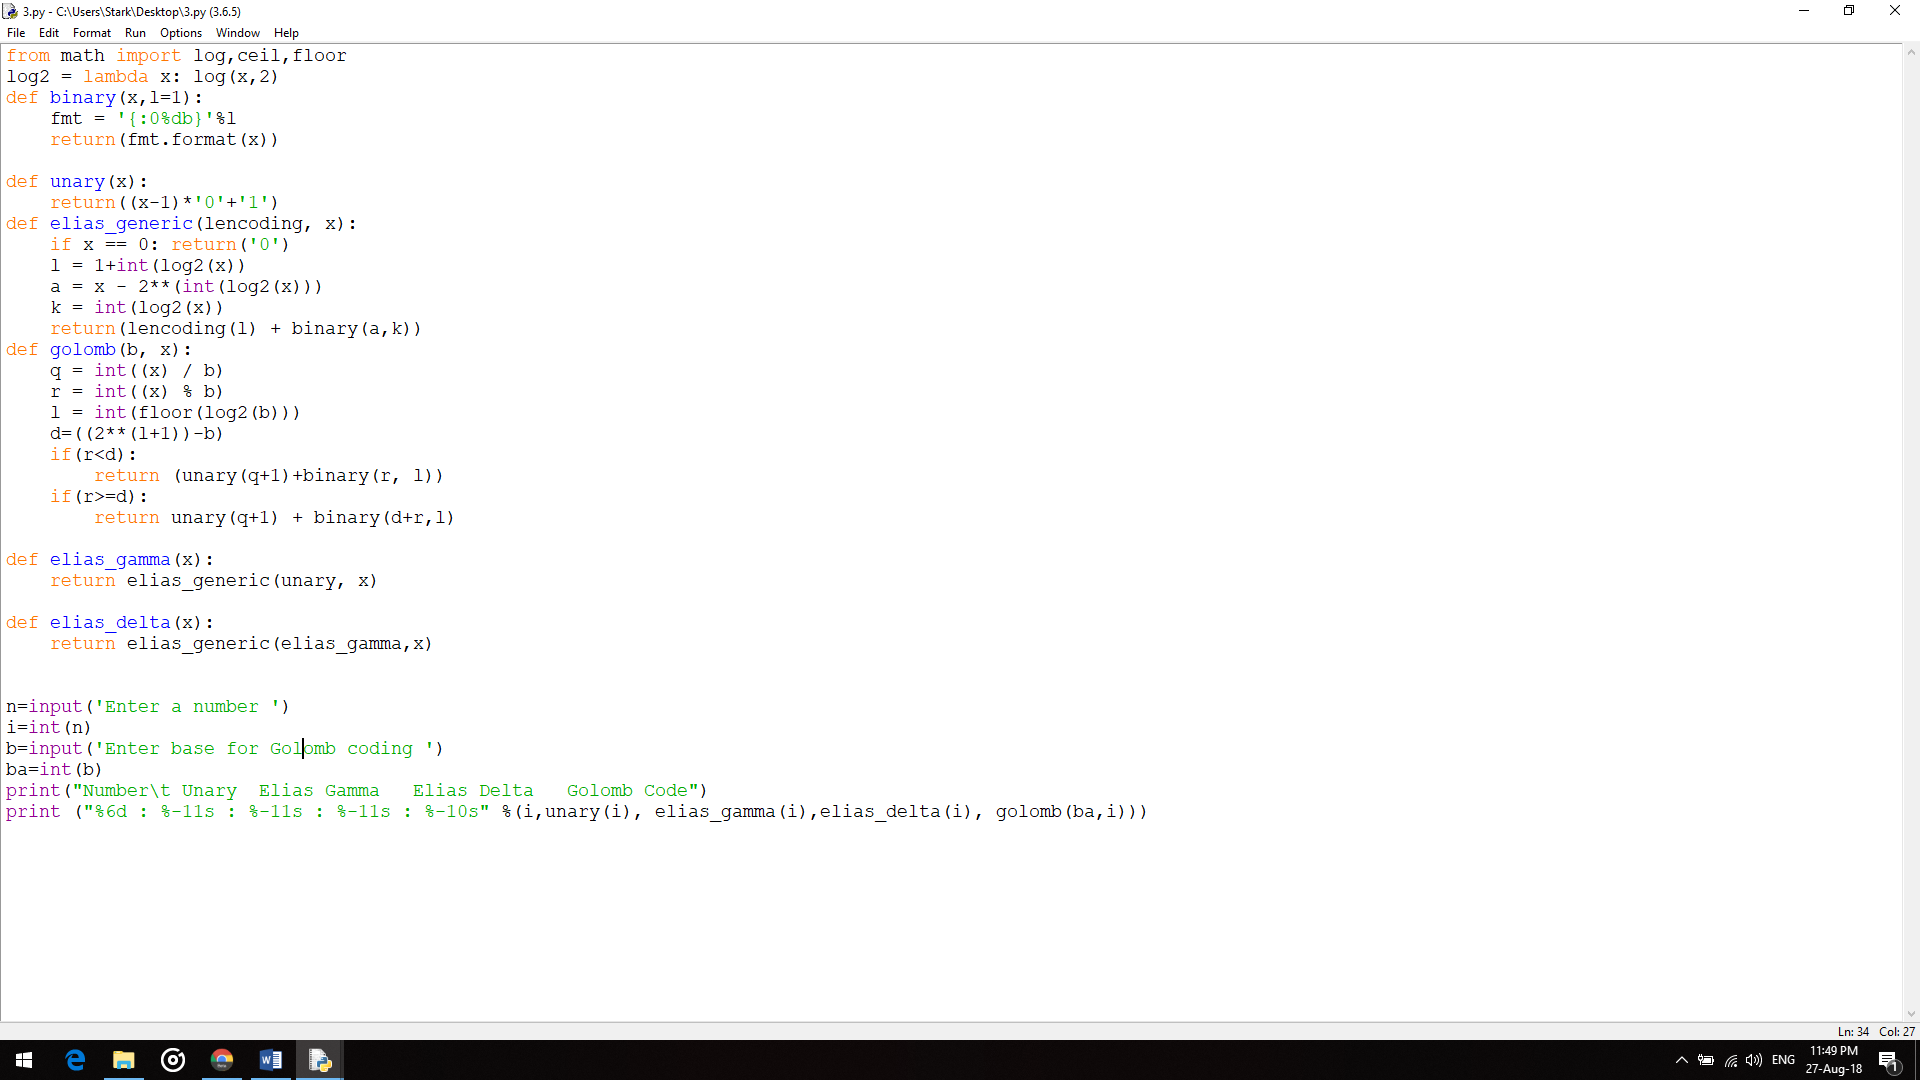 3.py - C:\Users\Stark\Desktop\3.py (3.6.5)
File Edit Format Run Options Window Help
from math import log,ceil,floor
log2 = lambda x: log(x,2)
def binary(x,l=1):
    fmt = '{:0%db}'%l
    return(fmt.format(x))

def unary(x):
    return((x-1)*'0'+'1')
def elias_generic(lencoding, x):
    if x == 0: return('0')
    l = 1+int(log2(x))
    a = x - 2**(int(log2(x)))
    k = int(log2(x))
    return(lencoding(l) + binary(a,k))
def golomb(b, x):
    q = int((x) / b)
    r = int((x) % b)
    l = int(floor(log2(b)))
    d=((2**(l+1))-b)
    if(r<d):
        return (unary(q+1)+binary(r, l))
    if(r>=d):
        return unary(q+1) + binary(d+r,l)

def elias_gamma(x):
    return elias_generic(unary, x)

def elias_delta(x):
    return elias_generic(elias_gamma,x)


n=input('Enter a number ')
i=int(n)
b=input('Enter base for Golomb coding ')
ba=int(b)
print("Number\t Unary  Elias Gamma   Elias Delta   Golomb Code")
print ("%6d : %-11s : %-11s : %-11s : %-10s" %(i,unary(i), elias_gamma(i),elias_delta(i), golomb(ba,i)))
Ln: 34 Col: 27
ENG
11:49 PM
27-Aug-18
1